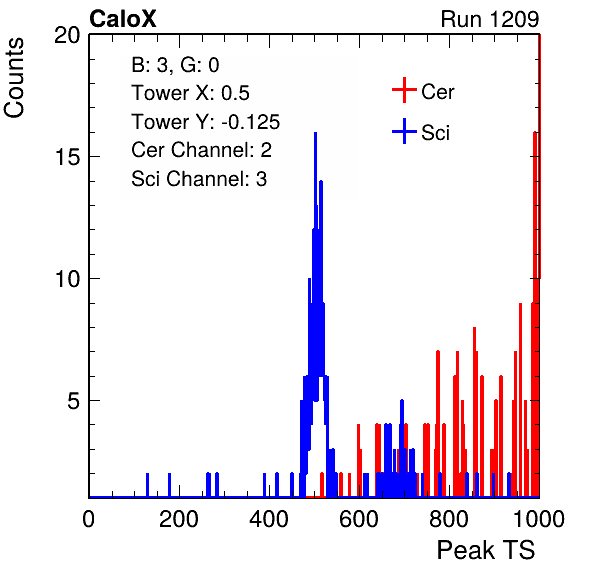 CaloX Run 1209
Counts
20
15
10
5
B: 3, G: 0
Tower X: 0.5
Tower Y: -0.125
Cer Channel: 2
Sci Channel: 3
Cer
Sci
0 200 400 600 800 1000
Peak TS